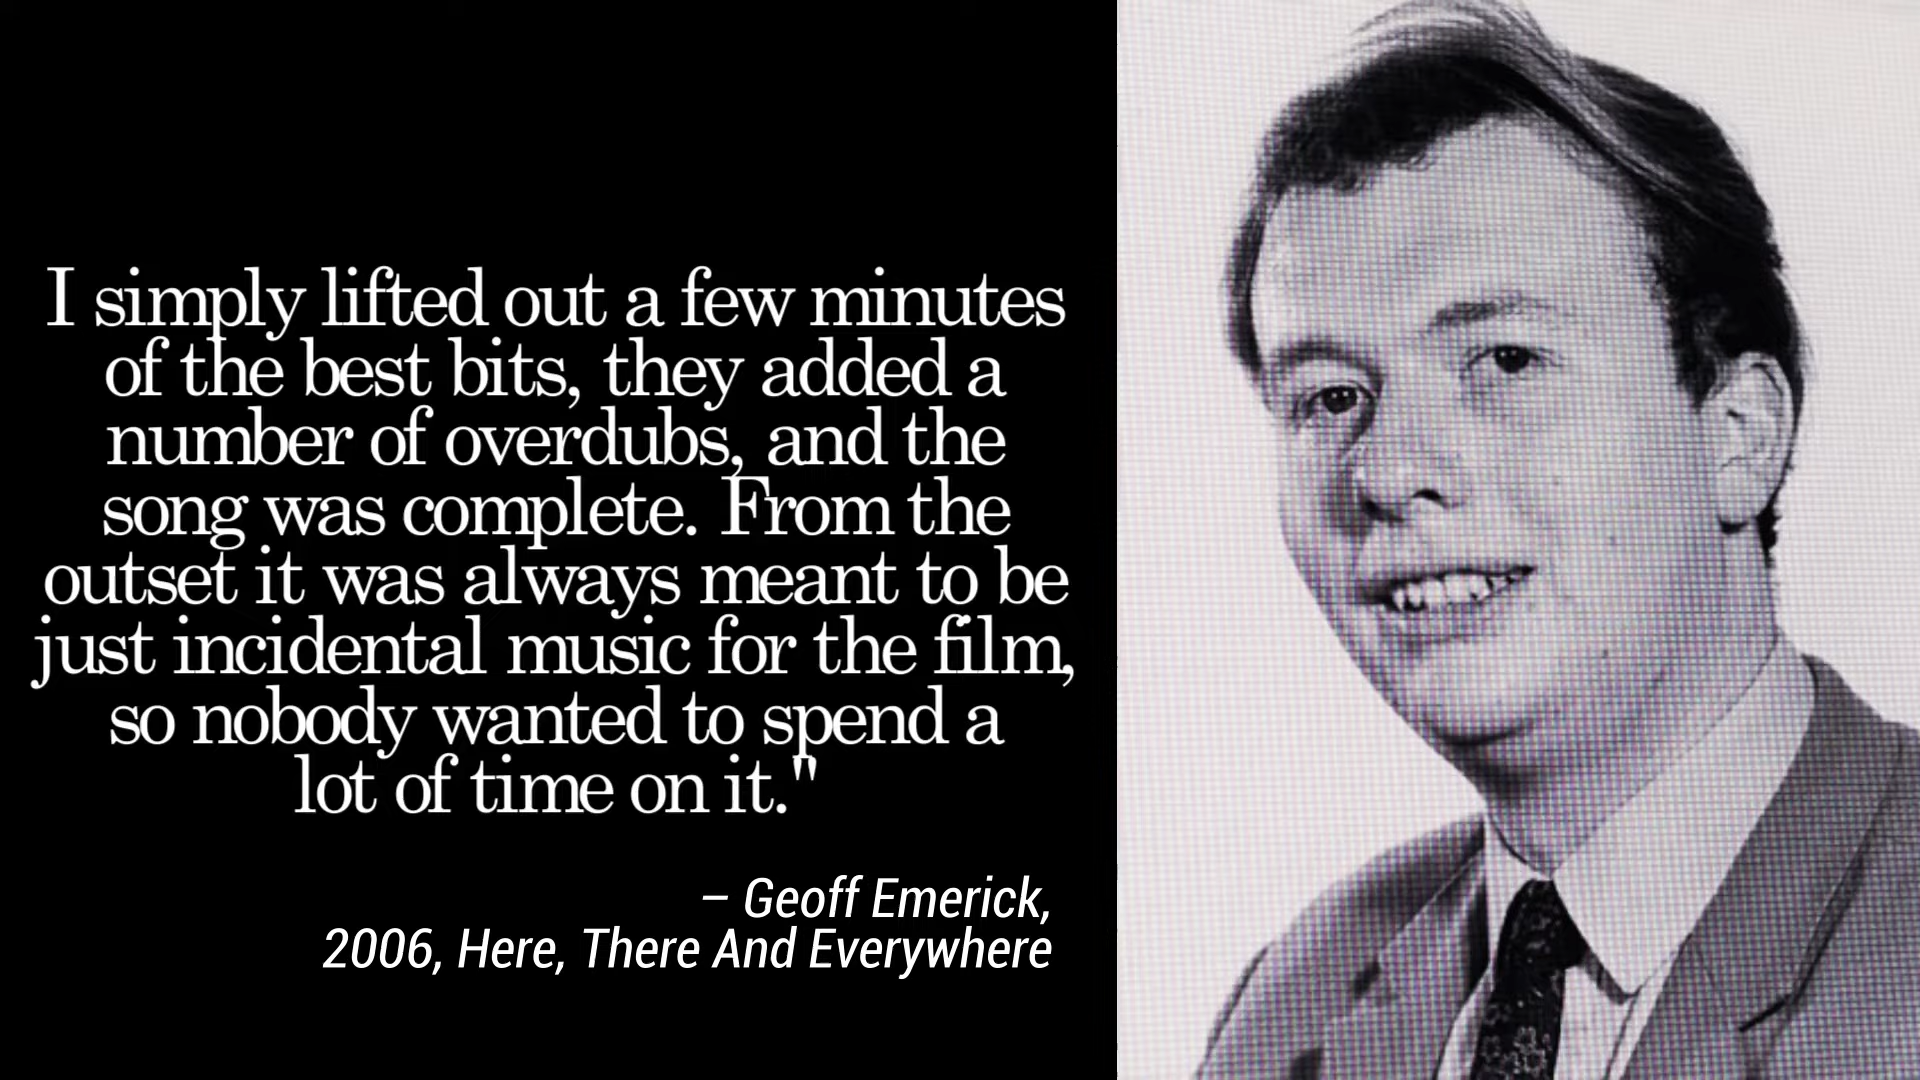 I simply lifted out a few minutes
of the best bits, they added a
number of overdubs, and the
song was complete. From the
outset it was always meant to be
just incidental music for the film,
so nobody wanted to spend a
lot of time on it."
– Geoff Emerick,
2006, Here, There And Everywhere